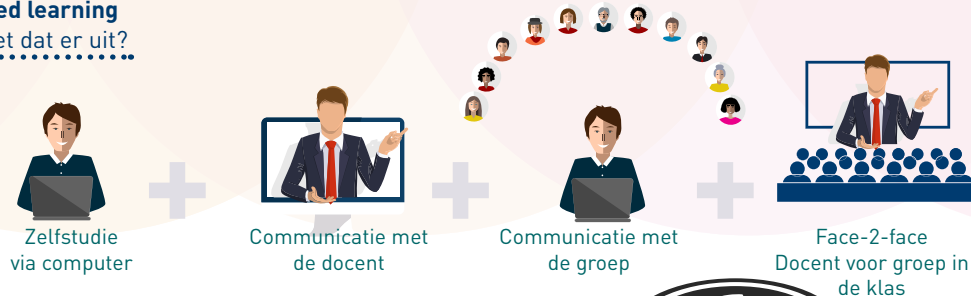 ed learning
et dat er uit?
Zelfstudie
via computer
Communicatie met
de docent
Communicatie met
de groep
Face-2-face
Docent voor groep in
de klas